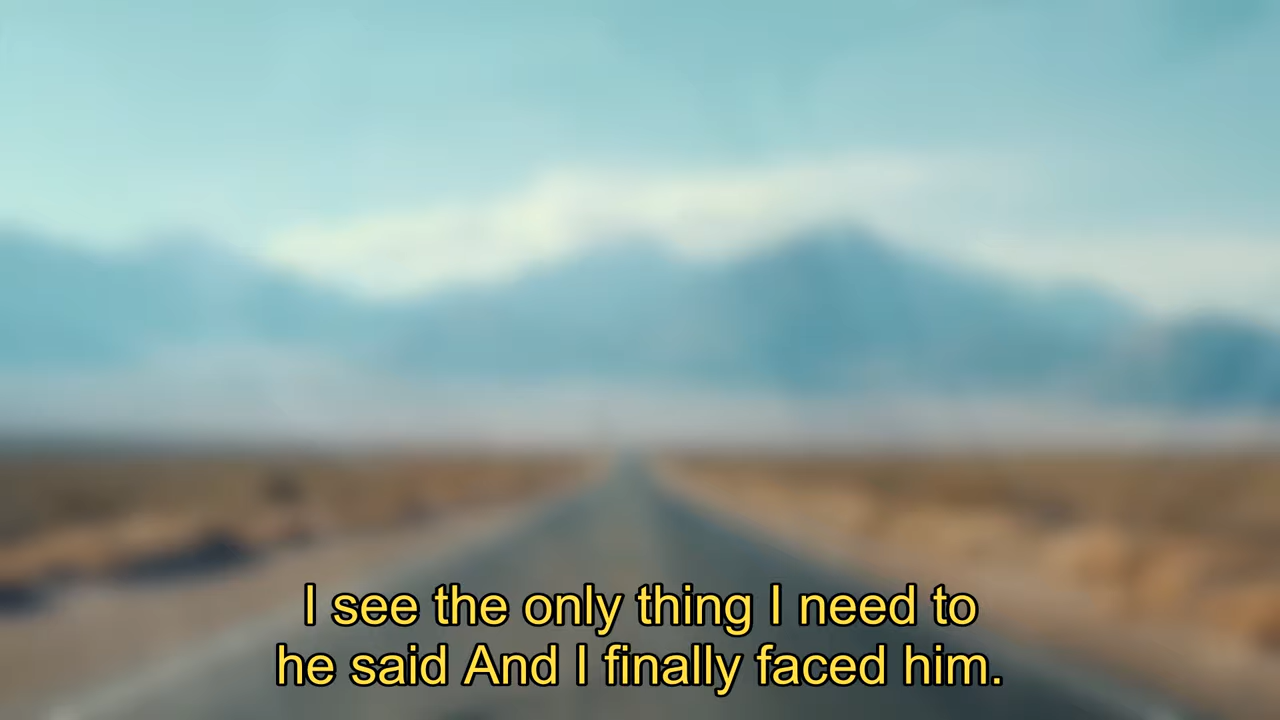 I see the only thing I need to
he said And I finally faced him.